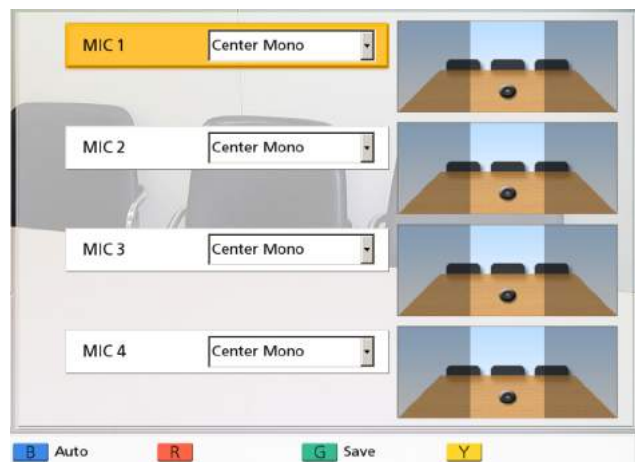 MIC 1 Center Mono
MIC 2 Center Mono
MIC 3 Center Mono
MIC 4 Center Mono
B Auto R G Save Y